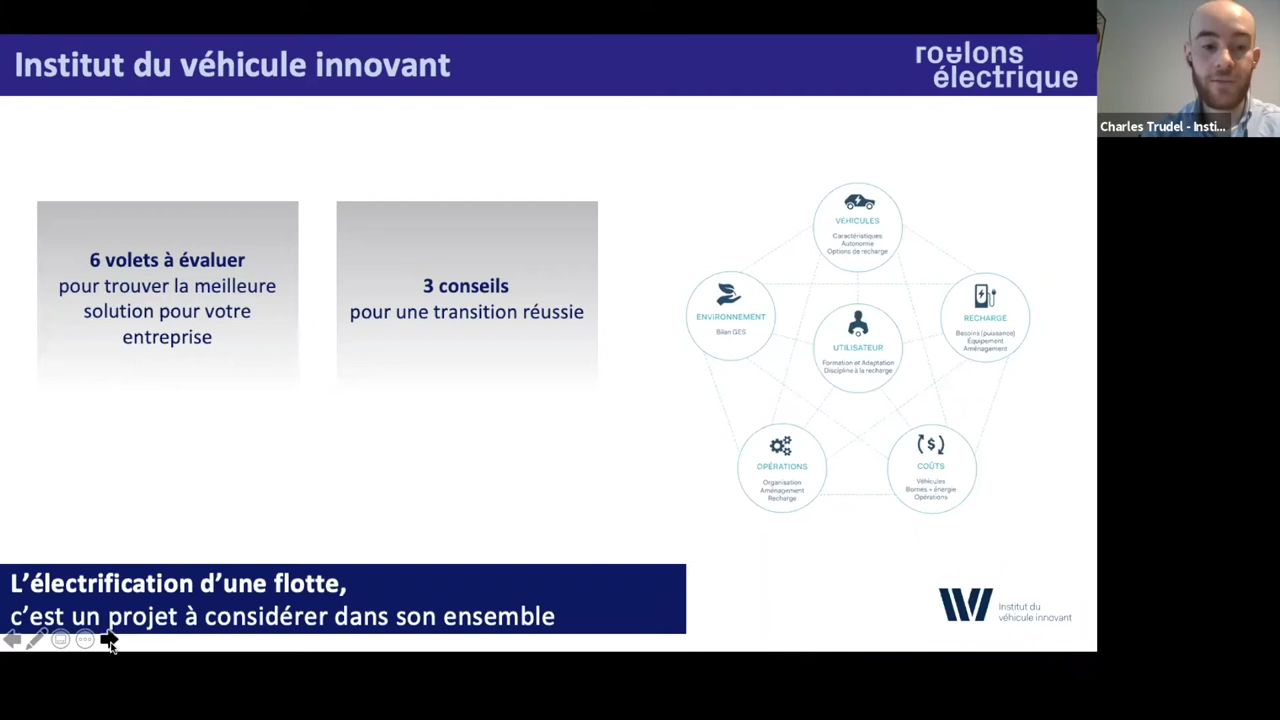 Institut du véhicule innovant
roulons
électrique
Charles Trudel - Insti...
6 volets à évaluer
pour trouver la meilleure
solution pour votre
entreprise
3 conseils
pour une transition réussie
VÉHICULES
Caractéristiques
Autonomie
Options de recharge
ENVIRONNEMENT
Bilan GES
RECHARGE
Besoins (puissance)
Équipement
Aménagement
UTILISATEUR
Formation et Adaptation
Discipline à la recharge
OPÉRATIONS
Organisation
Aménagement
Recharge
COÛTS
Véhicules
Bornes + énergie
Opérations
L'électrification d'une flotte,
c'est un projet à considérer dans son ensemble
Institut du
véhicule innovant